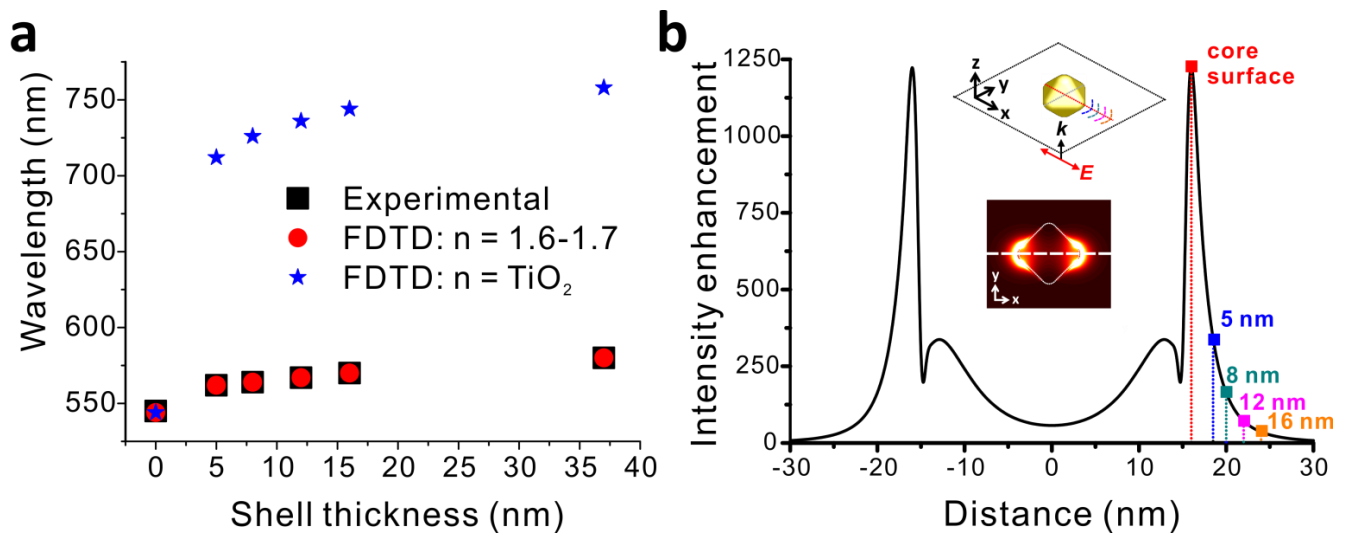 a
Wavelength (nm)
750
700
650
600
550
Experimental
FDTD: n = 1.6-1.7
FDTD: n = TiO₂
0 5 10 15 20 25 30 35 40
Shell thickness (nm)
b
Intensity enhancement
1250
1000
750
500
250
0
z
y
x
k
E
y
x
core
surface
5 nm
8 nm
12 nm
16 nm
-30 -20 -10 0 10 20 30
Distance (nm)